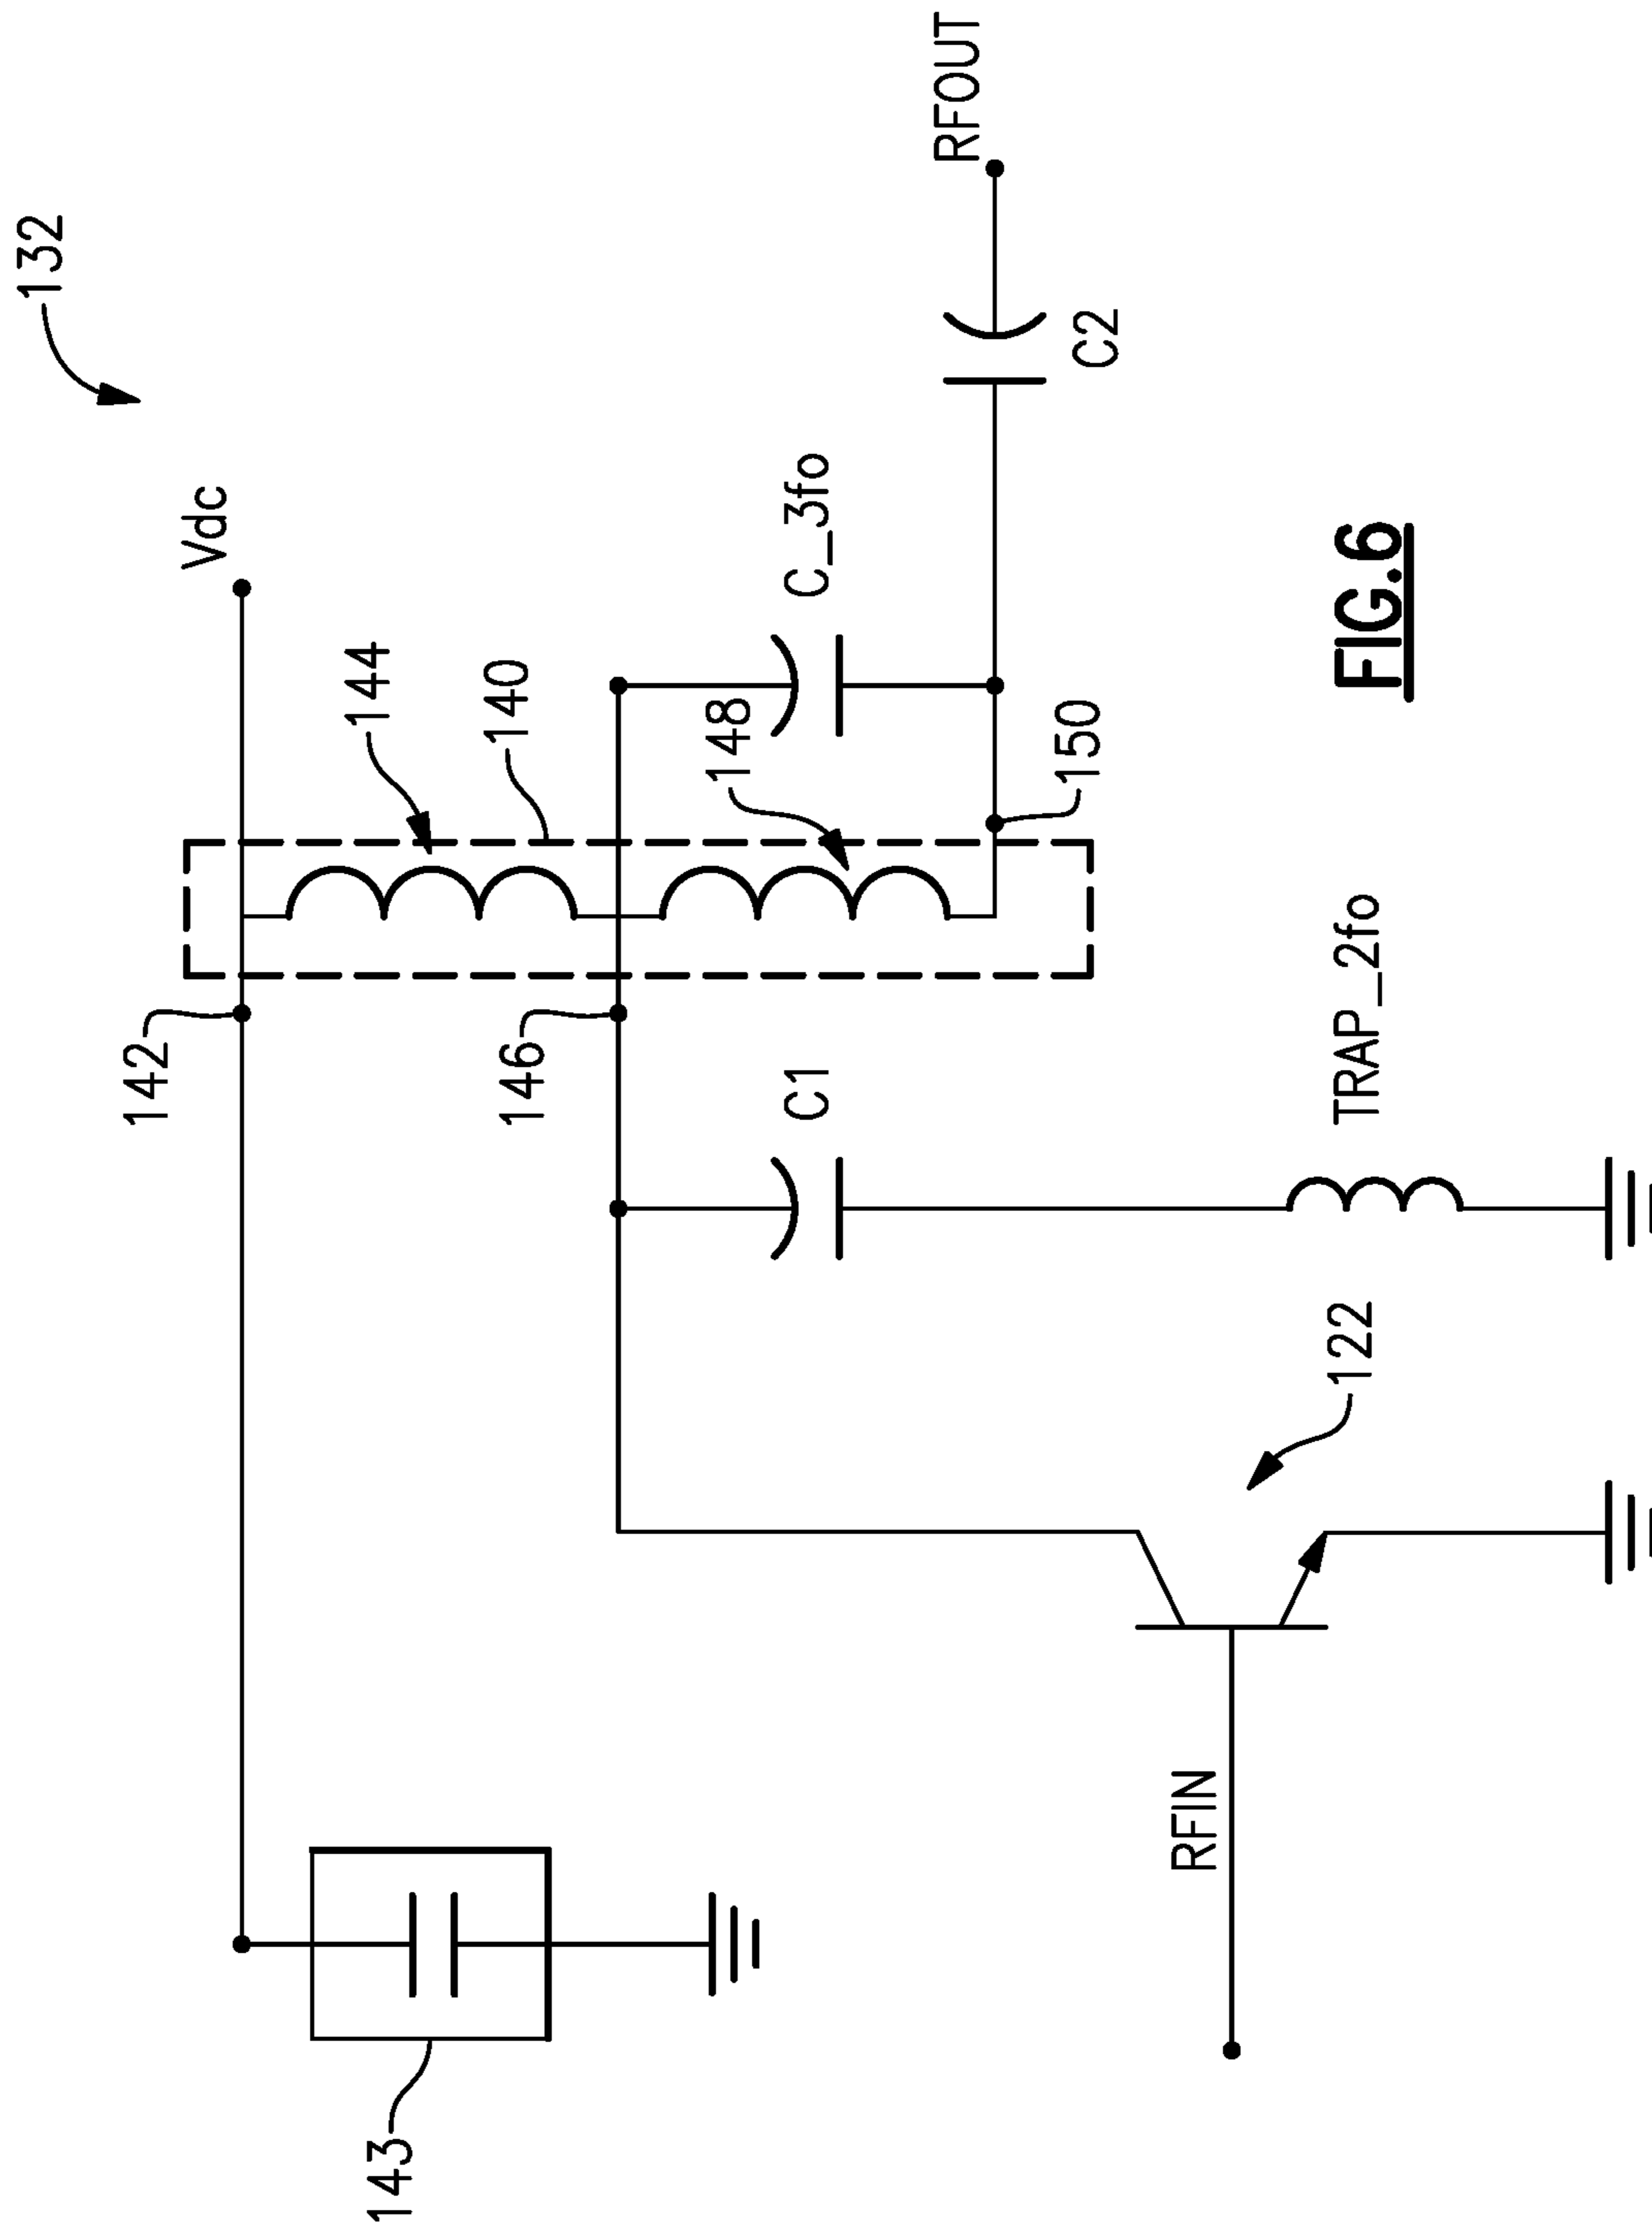 132
Vdc
144
140
142
143
146
C1
148
C_3fo
RFOUT
C2
150
TRAP_2fo
122
RFIN
FIG.6